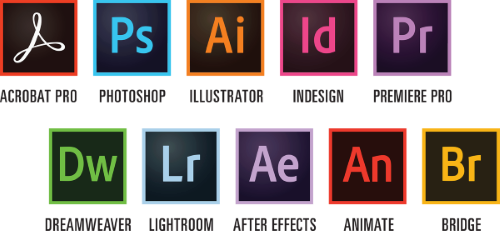 Ps Ai Id Pr
ACROBAT PRO PHOTOSHOP ILLUSTRATOR INDESIGN PREMIERE PRO
Dw Lr Ae An Br
DREAMWEAVER LIGHTROOM AFTER EFFECTS ANIMATE BRIDGE